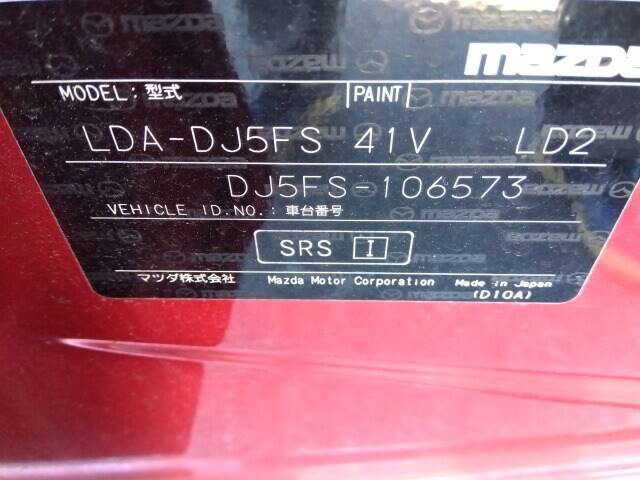 mazda
MODEL: 型式 PAINT
LDA-DJ5FS 41V LD2
DJ5FS-106573
VEHICLE ID.NO.: 車台番号
SRS I
マツダ株式会社 Mazda Motor Corporation Made in Japan
(D10A)